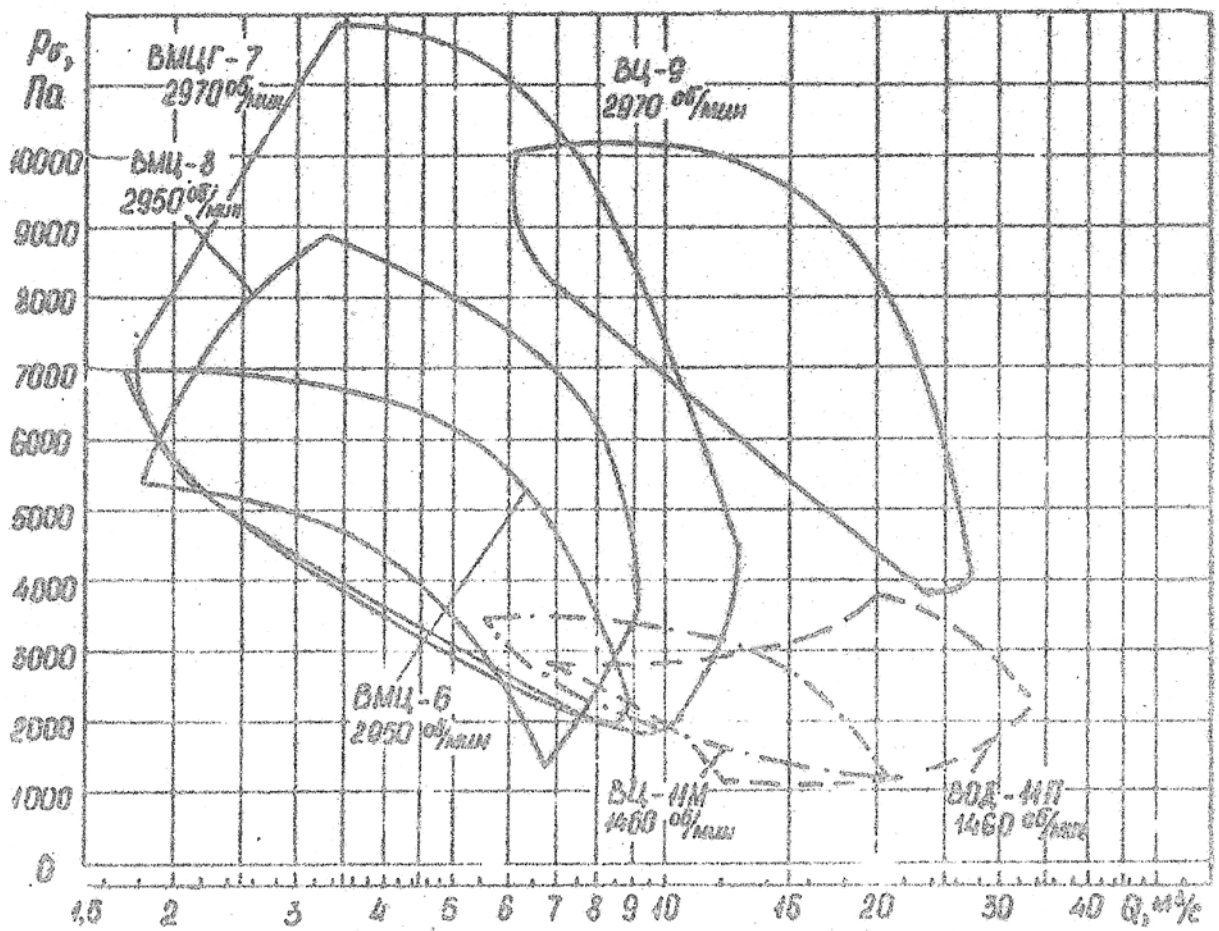 Pσ,
Па
ВМЦГ-7
2970 об/мин
ВЦ-9
2970 об/мин
ВМЦ-8
2950 об/мин
10000
9000
8000
7000
6000
5000
4000
3000
2000
1000
0
ВМЦ-6
2950 об/мин
ВЦ-11М
1460 об/мин
ВОД-11П
1460 об/мин
1,5 2 3 4 5 6 7 8 9 10 15 20 30 40 Q, м³/с